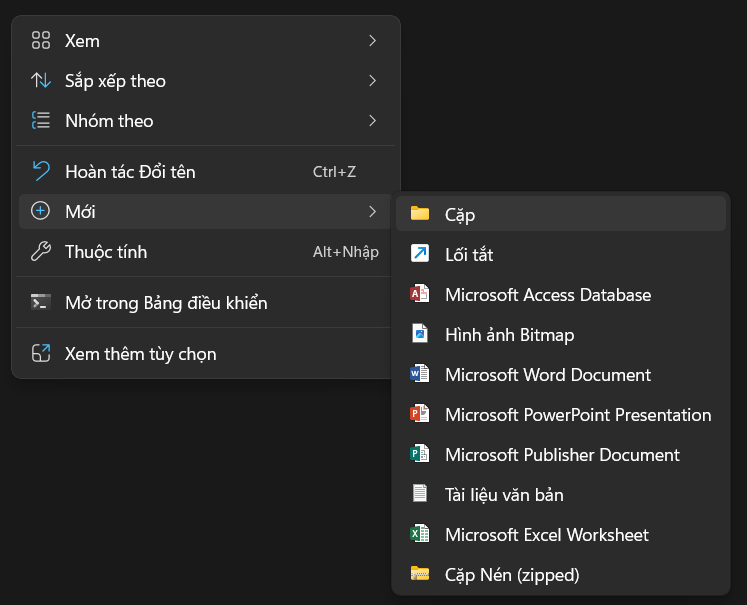 Xem
Sắp xếp theo
Nhóm theo
Hoàn tác Đổi tên Ctrl+Z
Mới
Thuộc tính Alt+Nhập
Mở trong Bảng điều khiển
Xem thêm tùy chọn
Cặp
Lối tắt
Microsoft Access Database
Hình ảnh Bitmap
Microsoft Word Document
Microsoft PowerPoint Presentation
Microsoft Publisher Document
Tài liệu văn bản
Microsoft Excel Worksheet
Cặp Nén (zipped)